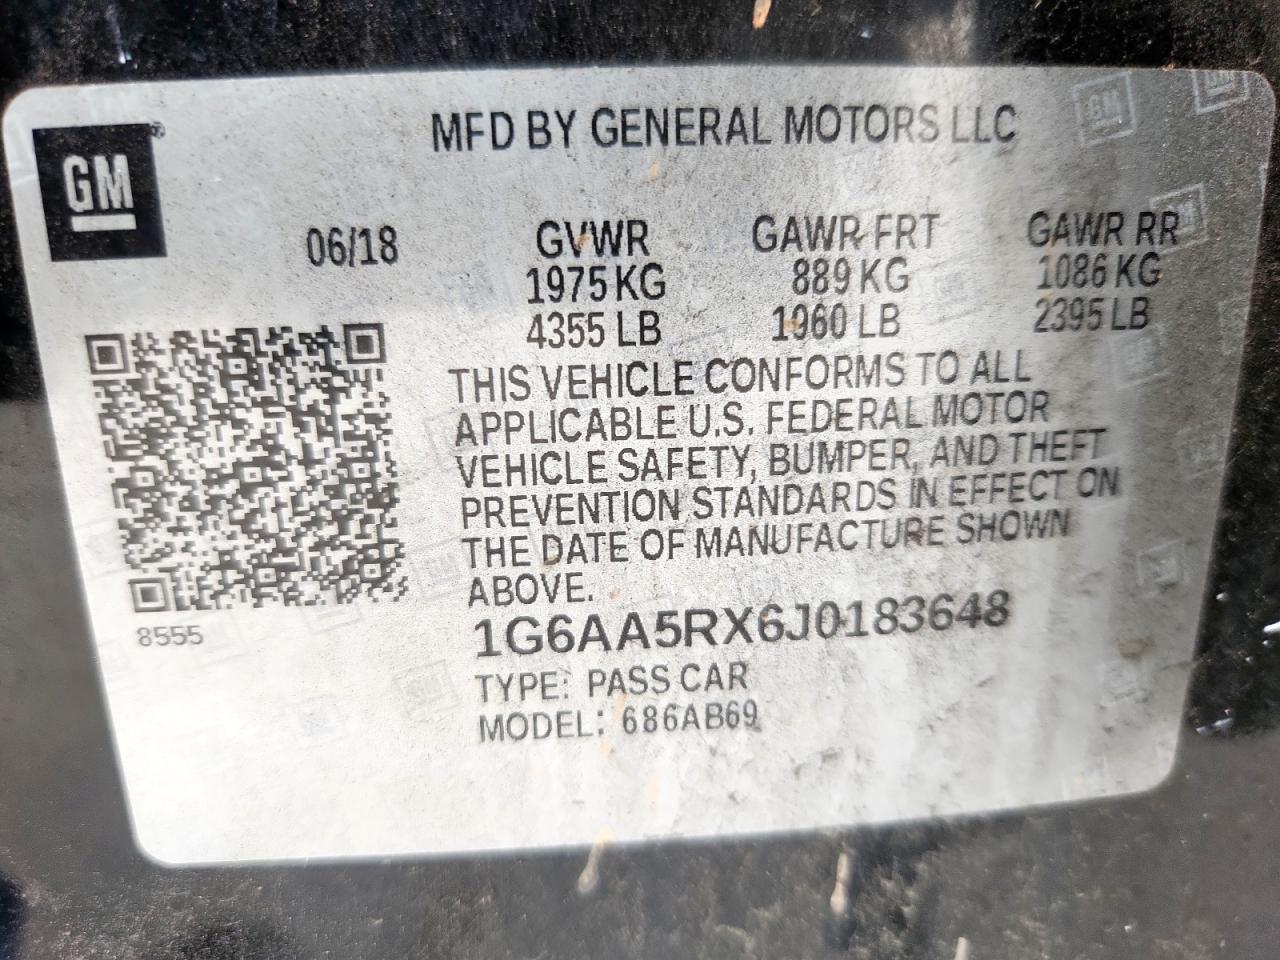 GM
MFD BY GENERAL MOTORS LLC
06/18
GVWR
1975 KG
4355 LB
GAWR FRT
889 KG
1960 LB
GAWR RR
1086 KG
2395 LB
THIS VEHICLE CONFORMS TO ALL
APPLICABLE U.S. FEDERAL MOTOR
VEHICLE SAFETY, BUMPER, AND THEFT
PREVENTION STANDARDS IN EFFECT ON
THE DATE OF MANUFACTURE SHOWN
ABOVE.
8555
1G6AA5RX6J0183648
TYPE: PASS CAR
MODEL: 686AB69